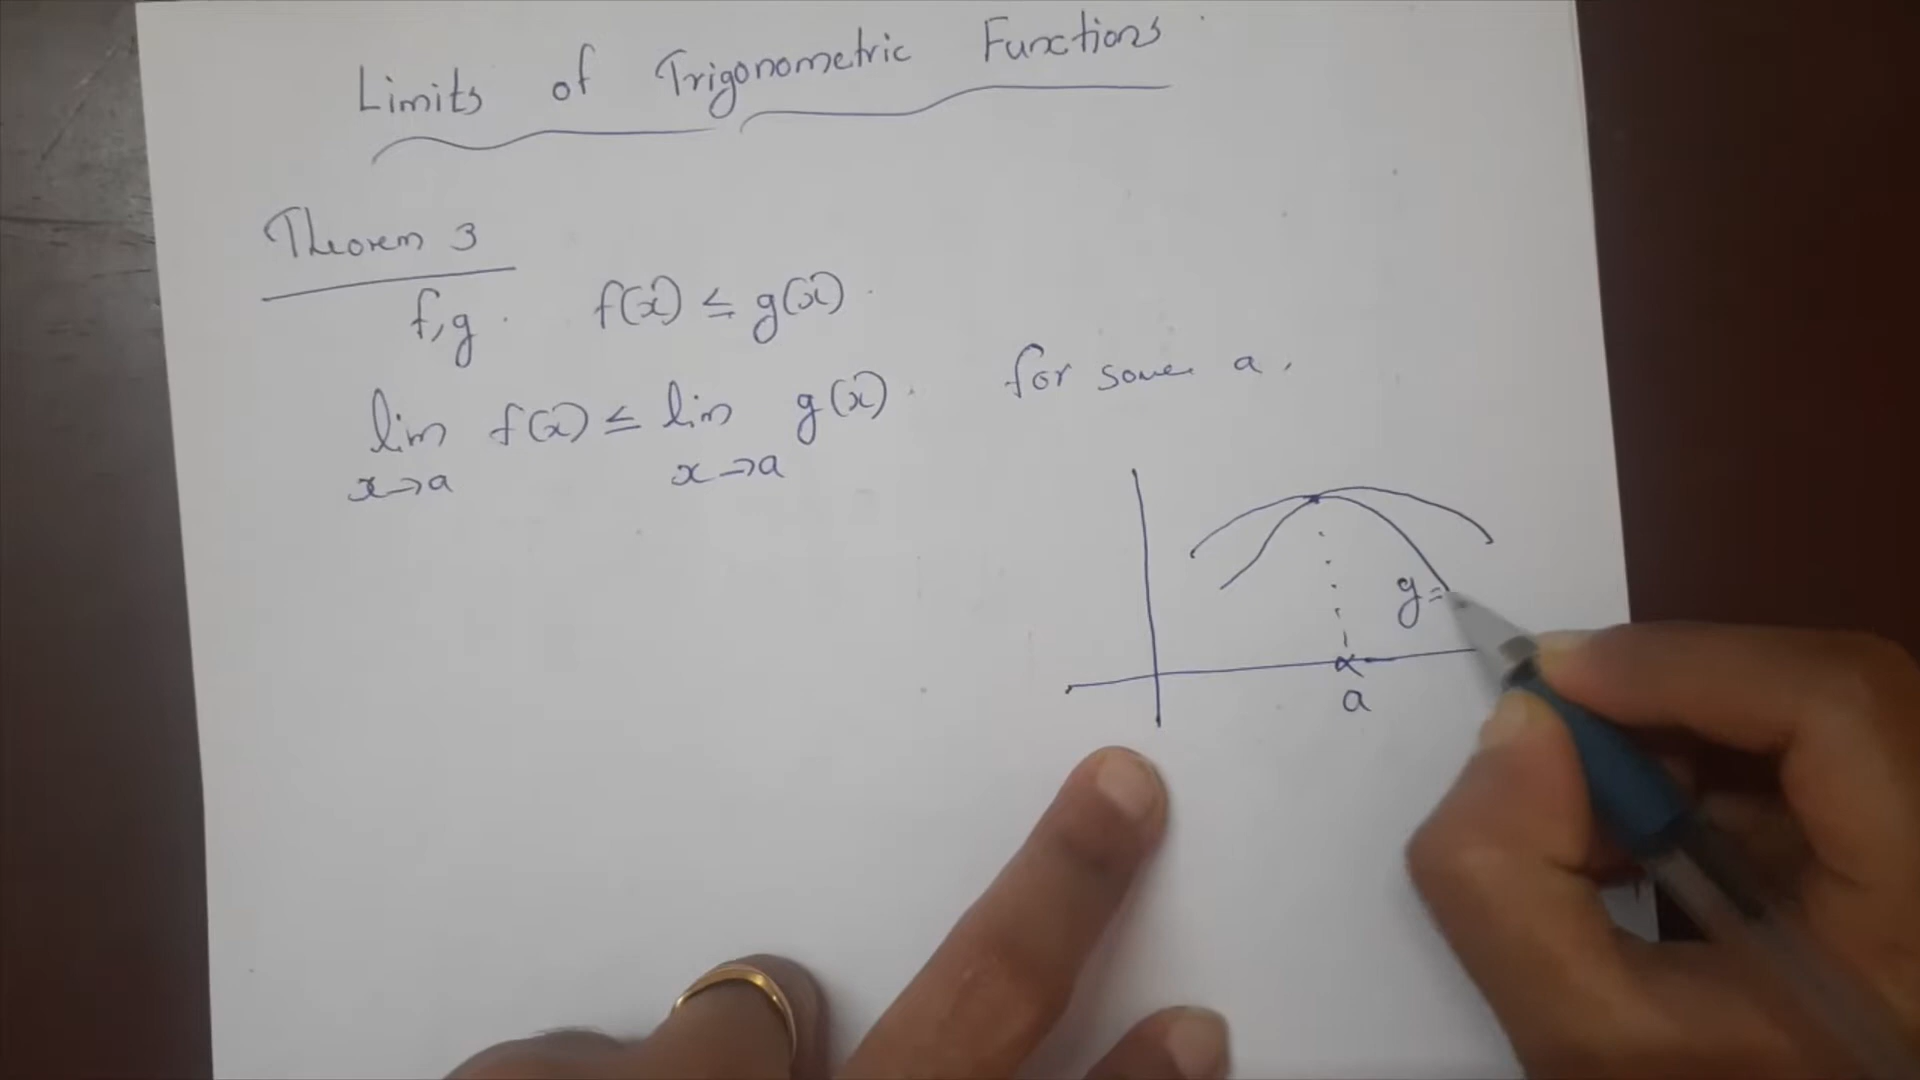 Limits of Trigonometric Functions
Theorem 3
f,g. f(x) ≤ g(x).
lim f(x) ≤ lim g(x). for some a.
x→a x→a
g=
a